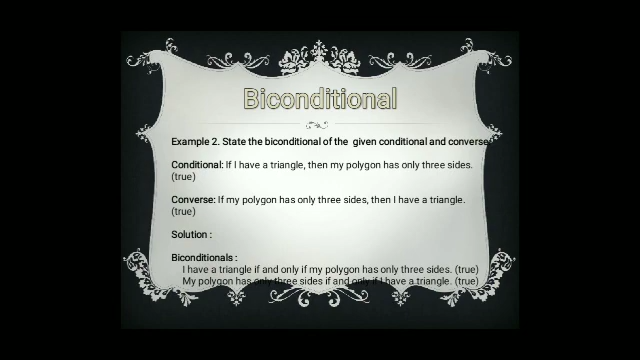 Biconditional
Example 2. State the biconditional of the given conditional and converse
Conditional: If I have a triangle, then my polygon has only three sides.
(true)
Converse: If my polygon has only three sides, then I have a triangle.
(true)
Solution :
Biconditionals :
I have a triangle if and only if my polygon has only three sides. (true)
My polygon has only three sides if and only if I have a triangle. (true)